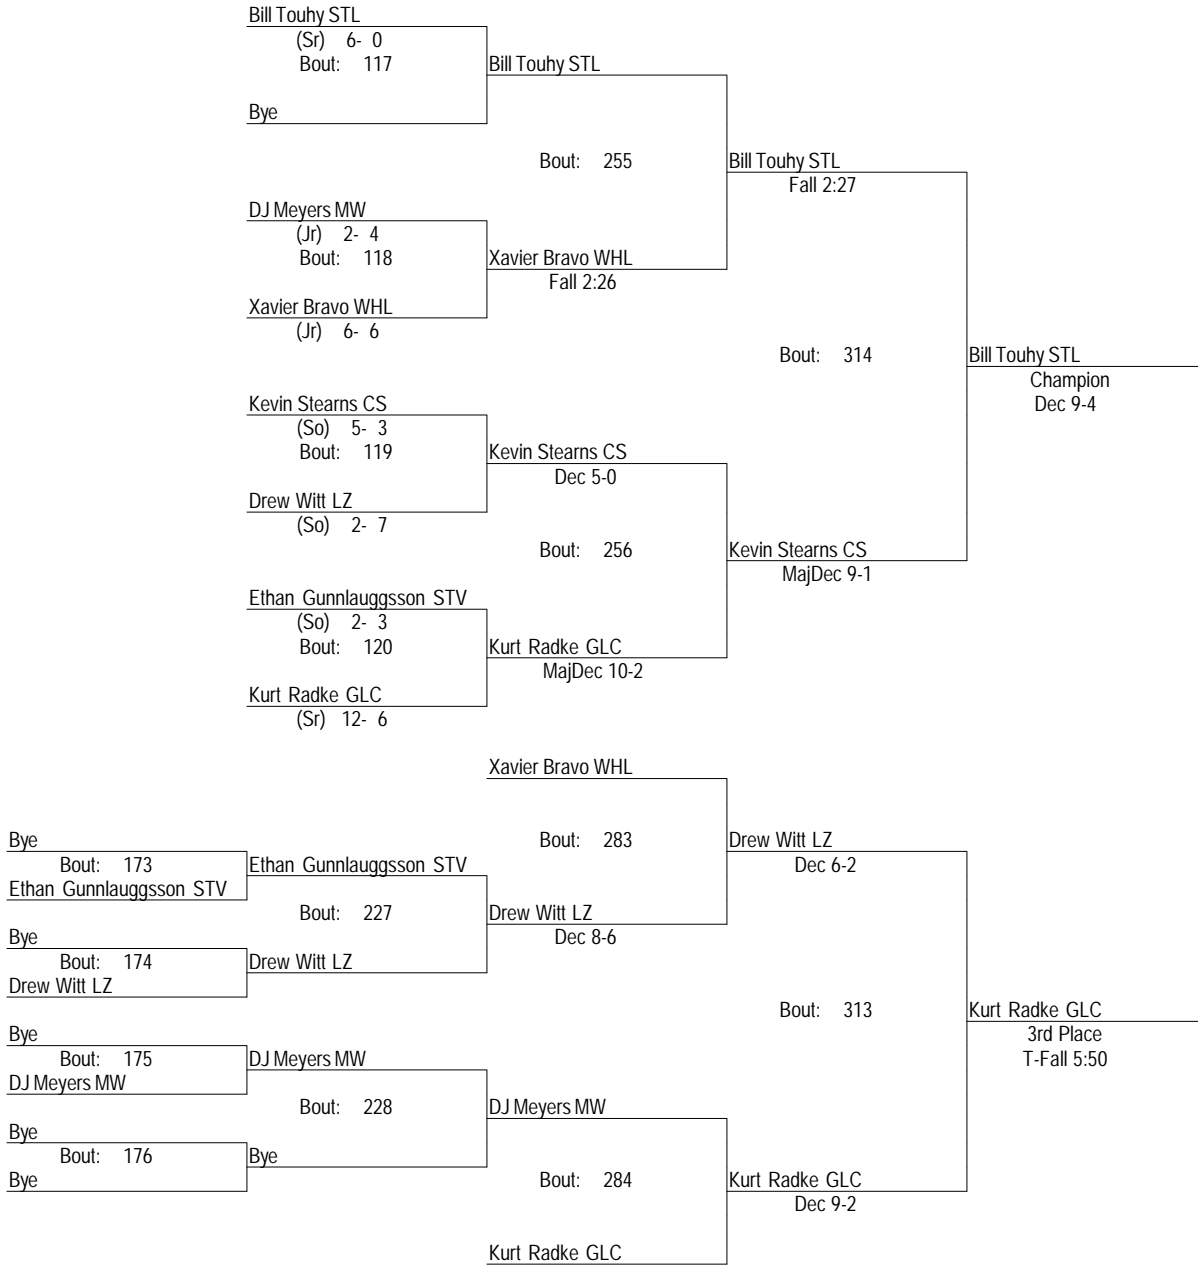 Bill Touhy STL
(Sr) 6- 0
Bout: 117
Bill Touhy STL
Bye
Bout: 255
Bill Touhy STL
Fall 2:27
DJ Meyers MW
(Jr) 2- 4
Bout: 118
Xavier Bravo WHL
Fall 2:26
Xavier Bravo WHL
(Jr) 6- 6
Bout: 314
Bill Touhy STL
Champion
Dec 9-4
Kevin Stearns CS
(So) 5- 3
Bout: 119
Kevin Stearns CS
Dec 5-0
Drew Witt LZ
(So) 2- 7
Bout: 256
Kevin Stearns CS
MajDec 9-1
Ethan Gunnlauggsson STV
(So) 2- 3
Bout: 120
Kurt Radke GLC
MajDec 10-2
Kurt Radke GLC
(Sr) 12- 6
Xavier Bravo WHL
Bye
Bout: 283
Drew Witt LZ
Dec 6-2
Bout: 173
Ethan Gunnlauggsson STV
Ethan Gunnlauggsson STV
Bout: 227
Drew Witt LZ
Dec 8-6
Bye
Bout: 174
Drew Witt LZ
Drew Witt LZ
Bout: 313
Kurt Radke GLC
3rd Place
T-Fall 5:50
Bye
Bout: 175
DJ Meyers MW
DJ Meyers MW
Bout: 228
DJ Meyers MW
Bye
Bout: 176
Bye
Bye
Bout: 284
Kurt Radke GLC
Dec 9-2
Kurt Radke GLC